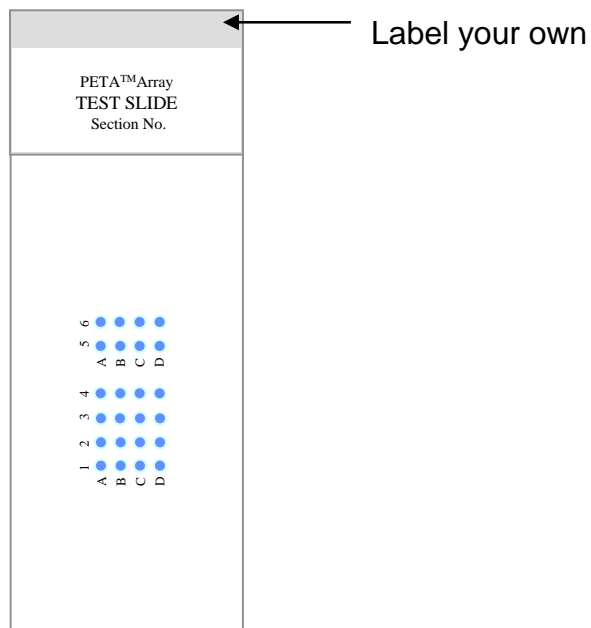 Label your own
PETA™Array
TEST SLIDE
Section No.
6
5
A B C D
4
3
2
1
A B C D